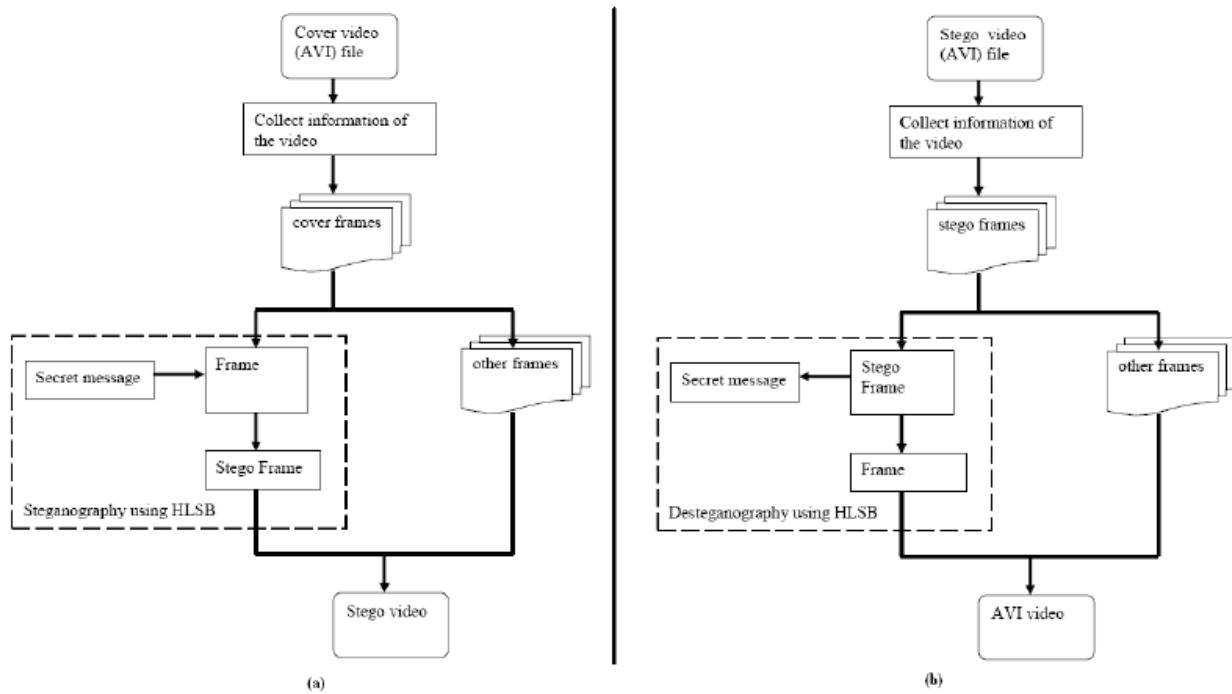 Cover video
(AVI) file
Collect information of
the video
cover frames
Secret message
Frame
other frames
Stego Frame
Steganography using HLSB
Stego video
(a)
Stego video
(AVI) file
Collect information of
the video
stego frames
Secret message
Stego
Frame
other frames
Frame
Desteganography using HLSB
AVI video
(b)